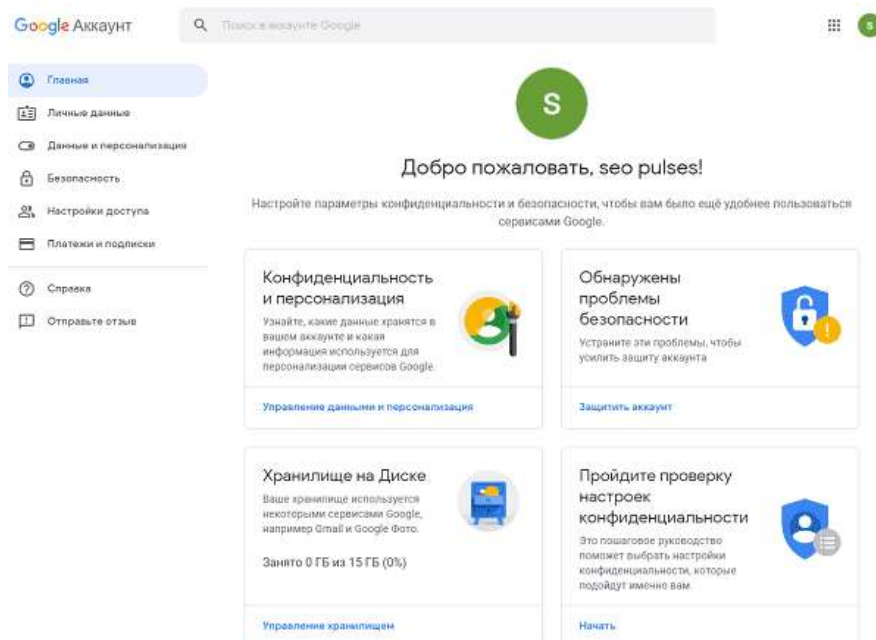 Google Аккаунт
Поиск в аккаунте Google
S
Главная
Личные данные
Данные и персонализация
Безопасность
Настройки доступа
Платежи и подписки
Справка
Отправьте отзыв
S
Добро пожаловать, seo pulses!
Настройте параметры конфиденциальности и безопасности, чтобы вам было ещё удобнее пользоваться
сервисами Google.
Конфиденциальность
и персонализация
Узнайте, какие данные хранятся в
вашем аккаунте и какая
информация используется для
персонализации сервисов Google.
Управление данными и персонализация
Обнаружены
проблемы
безопасности
Устраните эти проблемы, чтобы
усилить защиту аккаунта
Защитить аккаунт
Хранилище на Диске
Ваше хранилище используется
некоторыми сервисами Google,
например Gmail и Google Фото.
Занято 0 ГБ из 15 ГБ (0%)
Управление хранилищем
Пройдите проверку
настроек
конфиденциальности
Это пошаговое руководство
поможет выбрать настройки
конфиденциальности, которые
подойдут именно вам.
Начать